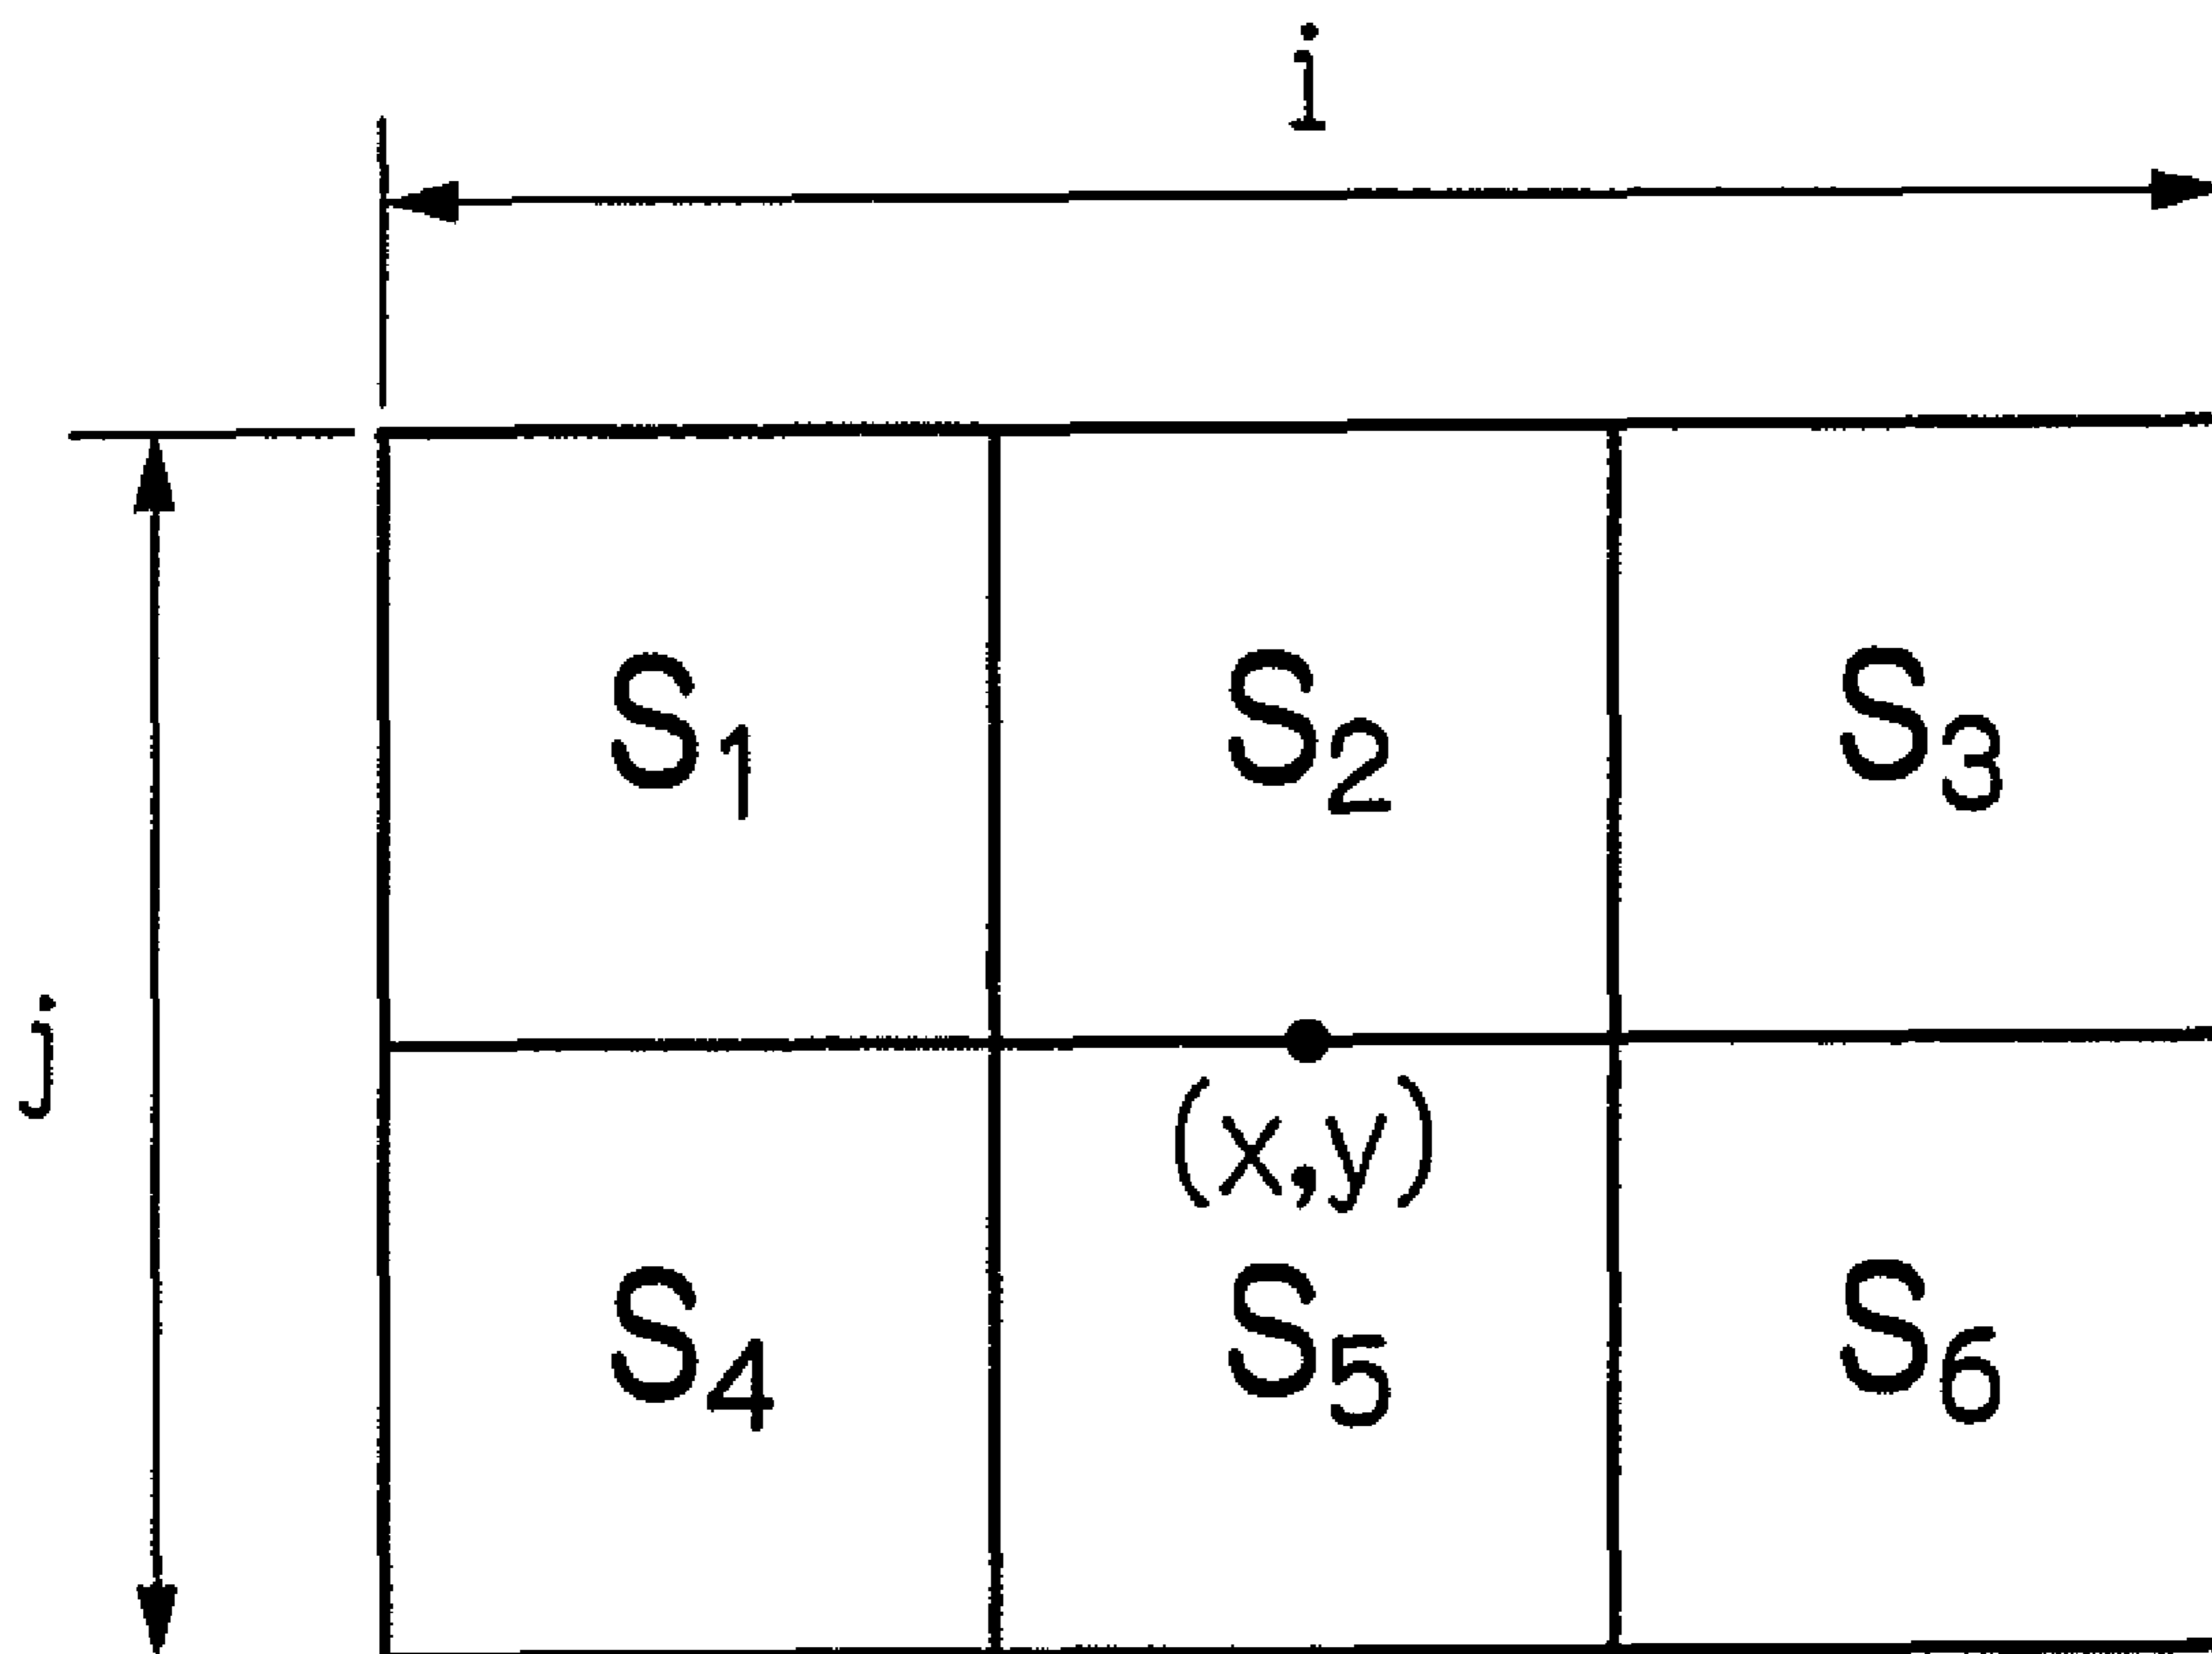 i
S₁ S₂ S₃
j
(x,y)
S₄ S₅ S₆